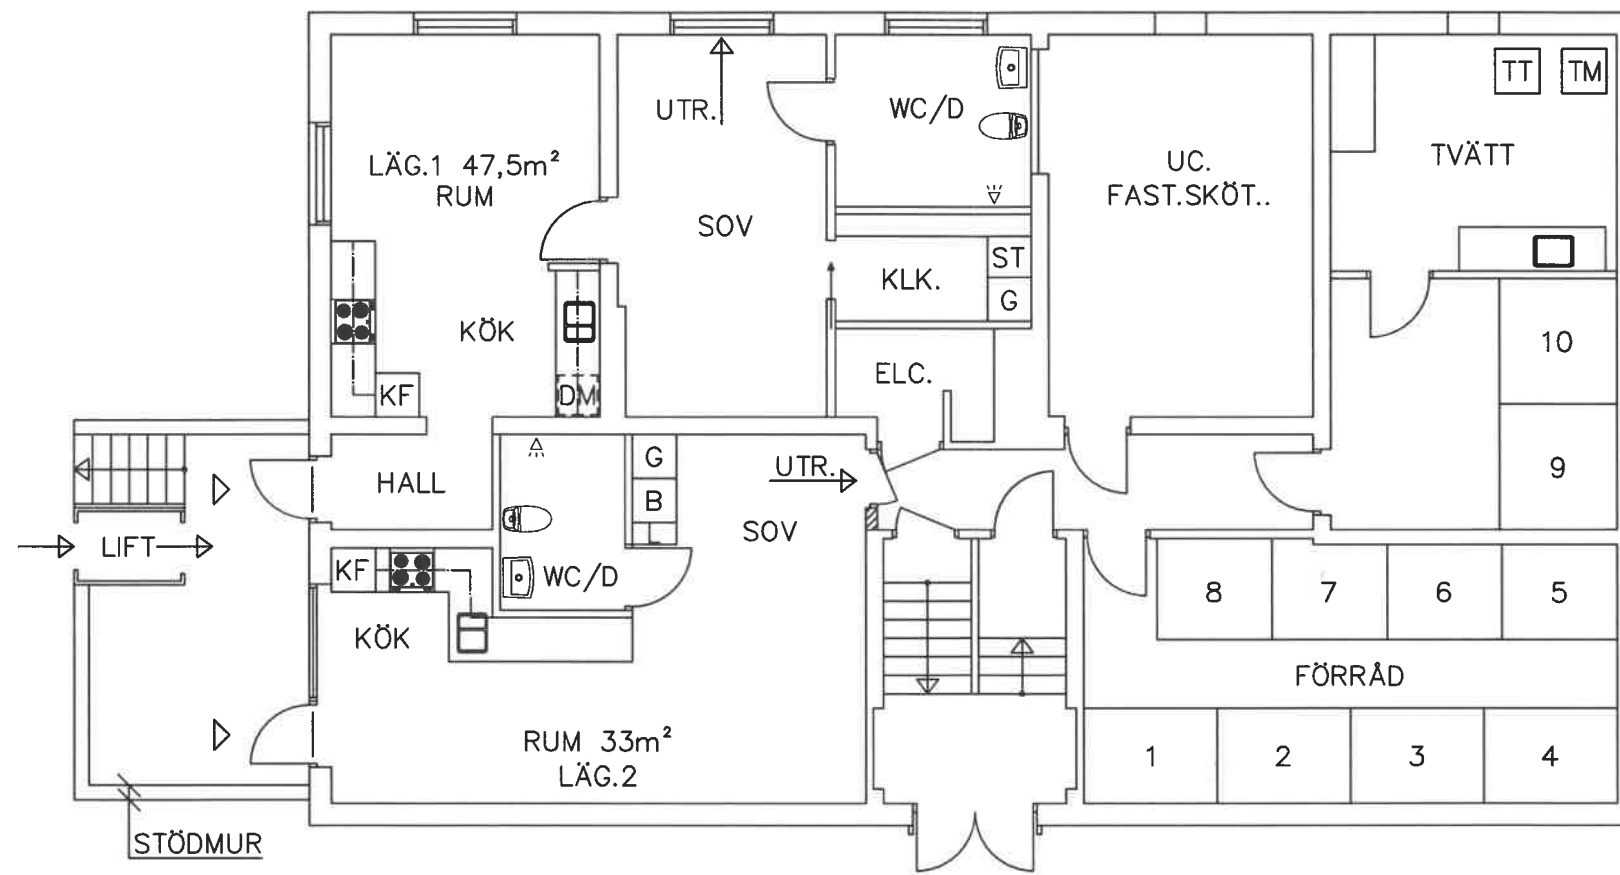 TT TM
UTR. WC/D
LÄG.1 47,5m²
RUM
UC.
FAST.SKÖT..
TVÄTT
SOV
ST
KLK.
G
KÖK
10
ELC.
KF
DM
G
UTR.
9
HALL
B
SOV
LIFT
KF
WC/D
8 7 6 5
KÖK
FÖRRÅD
RUM 33m²
LÄG.2
1 2 3 4
STÖDMUR